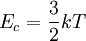 E_c = \frac{3}{2}kT